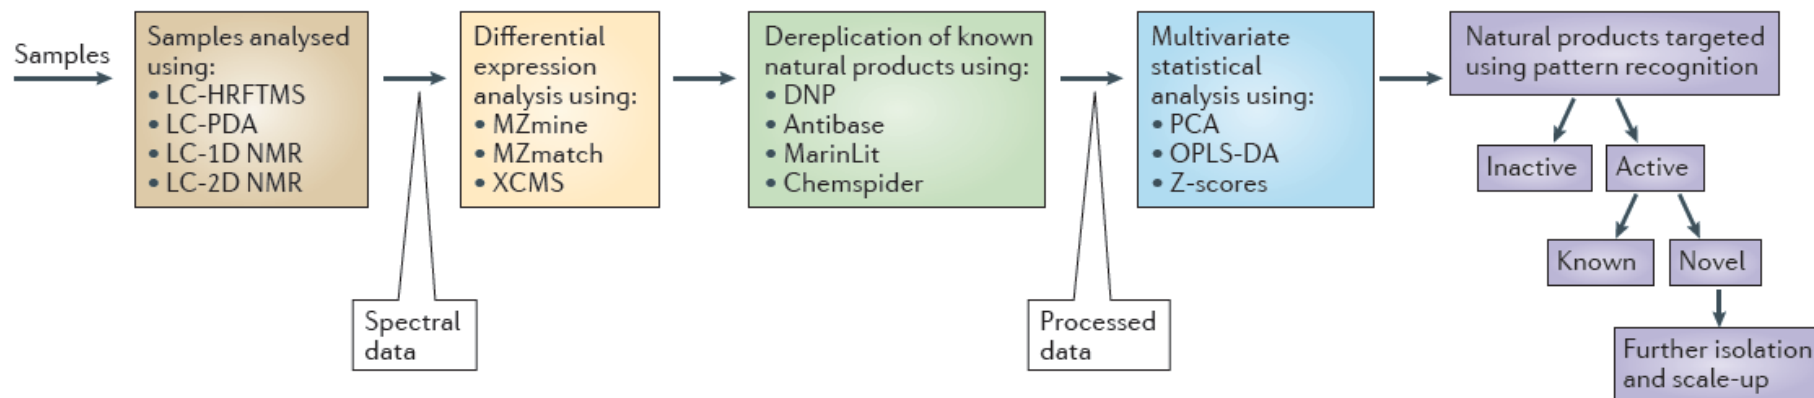 Samples
Samples analysed
using:
• LC-HRFTMS
• LC-PDA
• LC-1D NMR
• LC-2D NMR
Spectral
data
Differential
expression
analysis using:
• MZmine
• MZmatch
• XCMS
Dereplication of known
natural products using:
• DNP
• Antibase
• MarinLit
• Chemspider
Processed
data
Multivariate
statistical
analysis using:
• PCA
• OPLS-DA
• Z-scores
Natural products targeted
using pattern recognition
Inactive
Active
Known
Novel
Further isolation
and scale-up